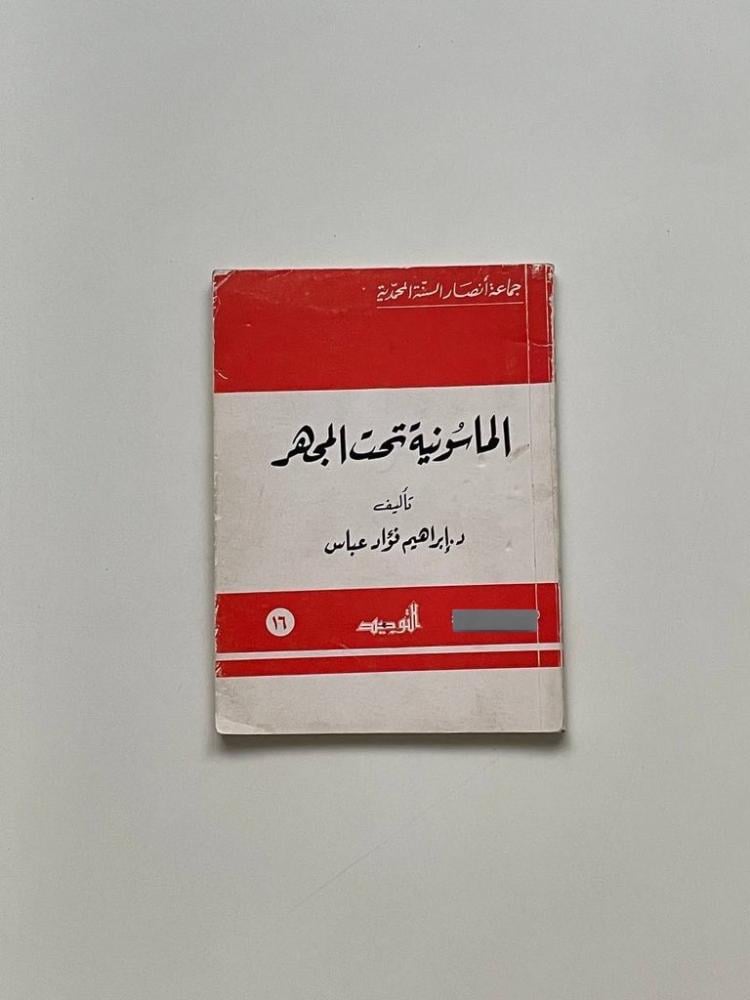 جماعة أنصار السنة المحمدية
الماسونية تحت المجهر
تأليف
د. إبراهيم فؤاد عباس
التوحيد
١٦